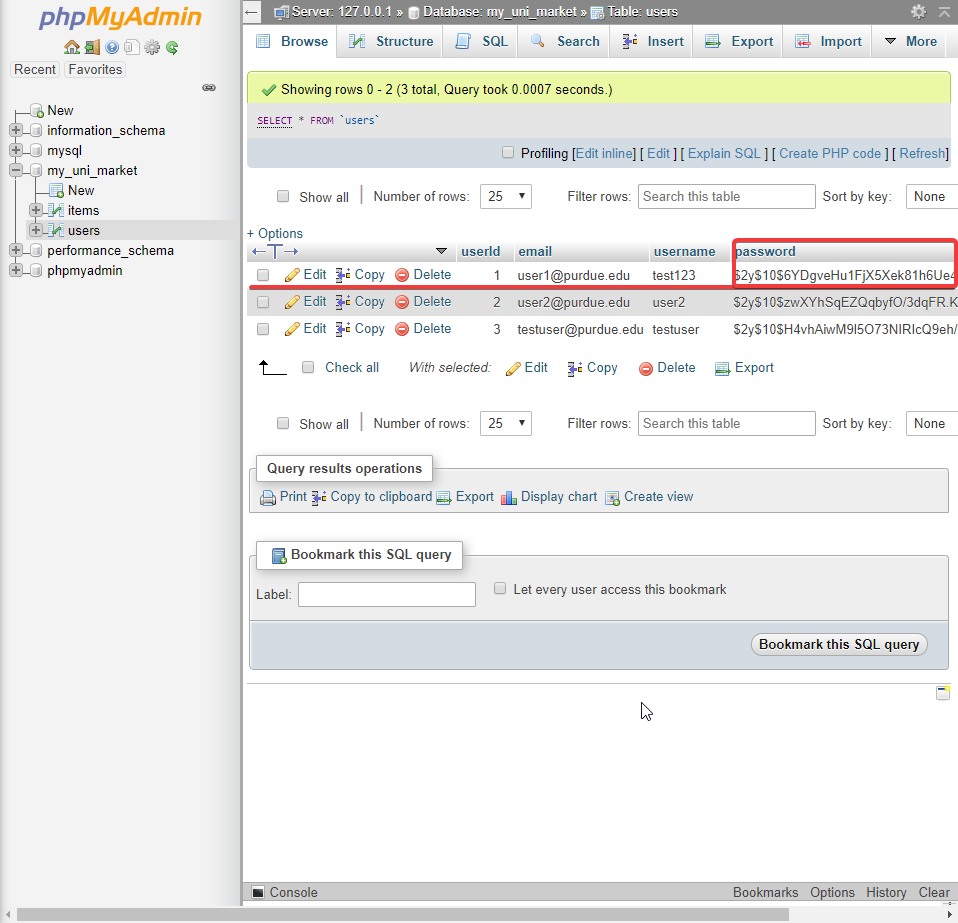 phpMyAdmin
Recent Favorites
New
information_schema
mysql
my_uni_market
New
items
users
performance_schema
phpmyadmin
Server: 127.0.0.1 » Database: my_uni_market » Table: users
Browse Structure SQL Search Insert Export Import More
Showing rows 0 - 2 (3 total, Query took 0.0007 seconds.)
SELECT * FROM `users`
Profiling [Edit inline] [ Edit ] [ Explain SQL ] [ Create PHP code ] [ Refresh]
Show all Number of rows: 25 Filter rows: Search this table Sort by key: None
+ Options
←T→ userId email username password
Edit Copy Delete 1 user1@purdue.edu test123 $2y$10$6YDgveHu1FjX5Xek81h6Ue4
Edit Copy Delete 2 user2@purdue.edu user2 $2y$10$zwXYhSqEZQqbyfO/3dqFR.K
Edit Copy Delete 3 testuser@purdue.edu testuser $2y$10$H4vhAiwM9l5O73NIRIcQ9eh/
Check all With selected: Edit Copy Delete Export
Show all Number of rows: 25 Filter rows: Search this table Sort by key: None
Query results operations
Print Copy to clipboard Export Display chart Create view
Bookmark this SQL query
Label: Let every user access this bookmark
Bookmark this SQL query
Console Bookmarks Options History Clear